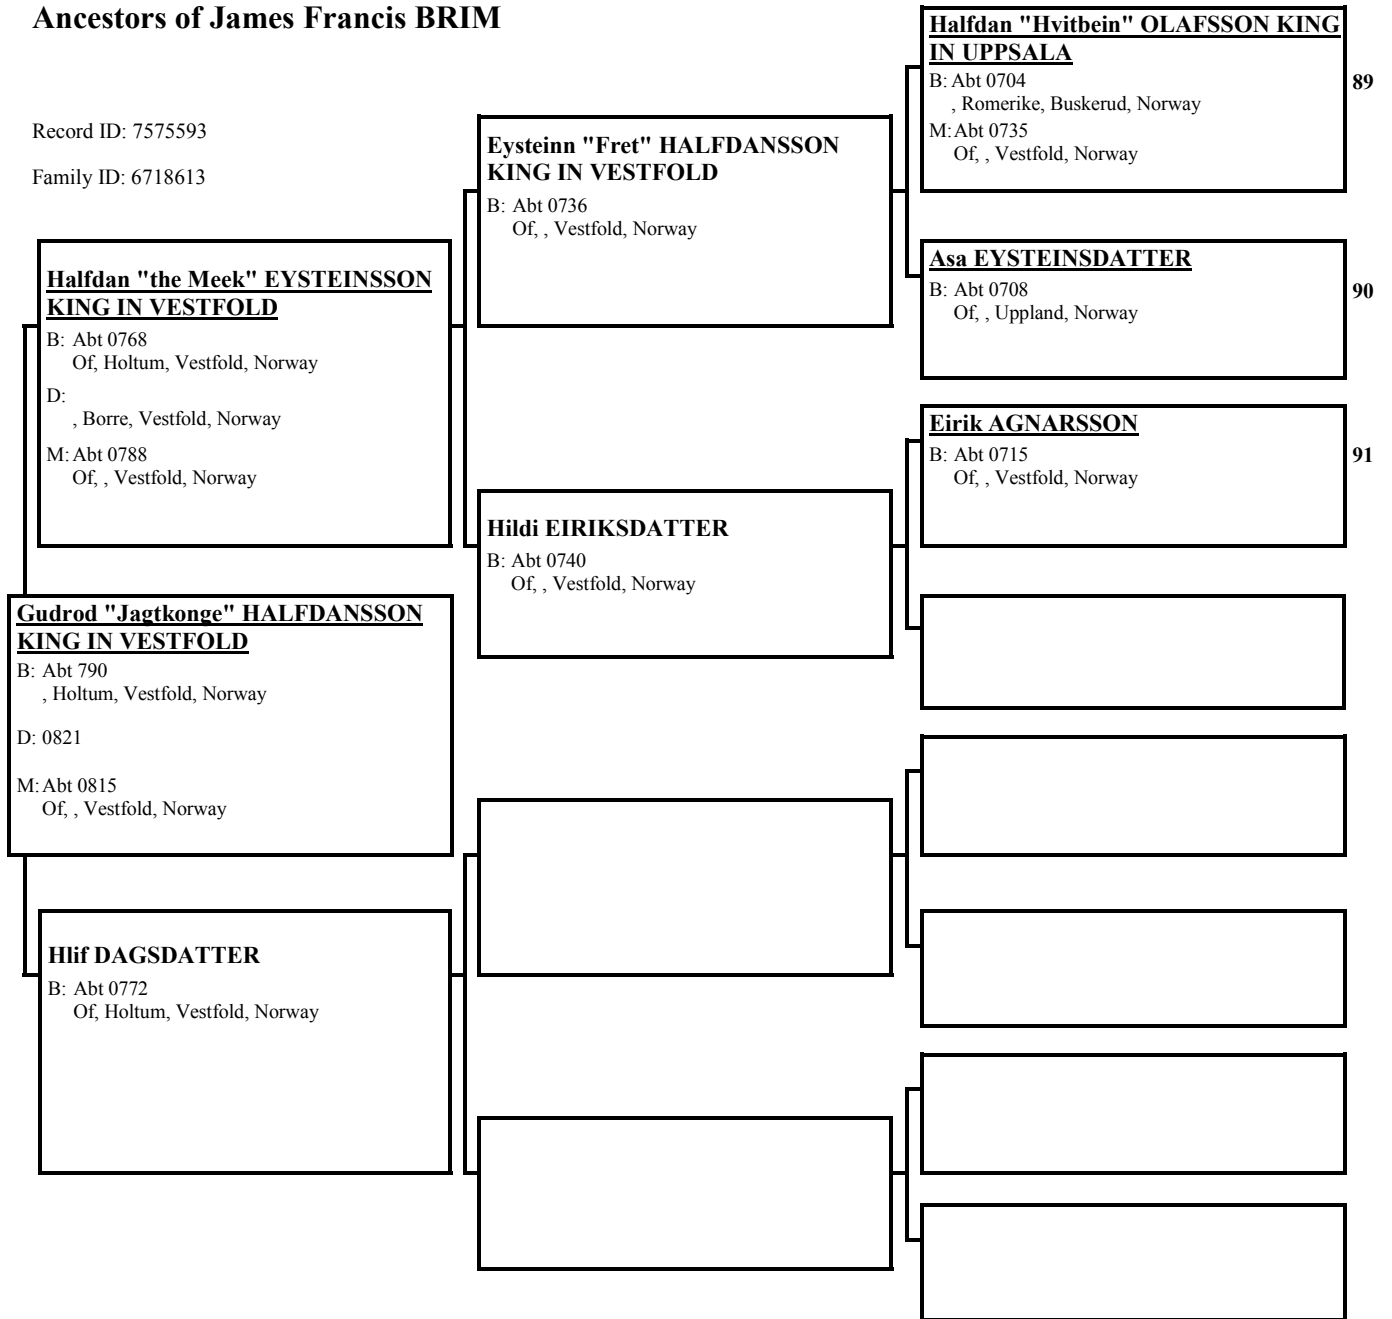 Ancestors of James Francis BRIM
Record ID: 7575593
Family ID: 6718613
Halfdan "the Meek" EYSTEINSSON
KING IN VESTFOLD
B: Abt 0768
Of, Holtum, Vestfold, Norway
D:
, Borre, Vestfold, Norway
M: Abt 0788
Of, , Vestfold, Norway
Gudrod "Jagtkonge" HALFDANSSON
KING IN VESTFOLD
B: Abt 790
, Holtum, Vestfold, Norway
D: 0821
M: Abt 0815
Of, , Vestfold, Norway
Hlif DAGSDATTER
B: Abt 0772
Of, Holtum, Vestfold, Norway
Eysteinn "Fret" HALFDANSSON
KING IN VESTFOLD
B: Abt 0736
Of, , Vestfold, Norway
Hildi EIRIKSDATTER
B: Abt 0740
Of, , Vestfold, Norway
Halfdan "Hvitbein" OLAFSSON KING
IN UPPSALA
B: Abt 0704
, Romerike, Buskerud, Norway
M: Abt 0735
Of, , Vestfold, Norway
89
Asa EYSTEINSDATTER
B: Abt 0708
Of, , Uppland, Norway
90
Eirik AGNARSSON
B: Abt 0715
Of, , Vestfold, Norway
91